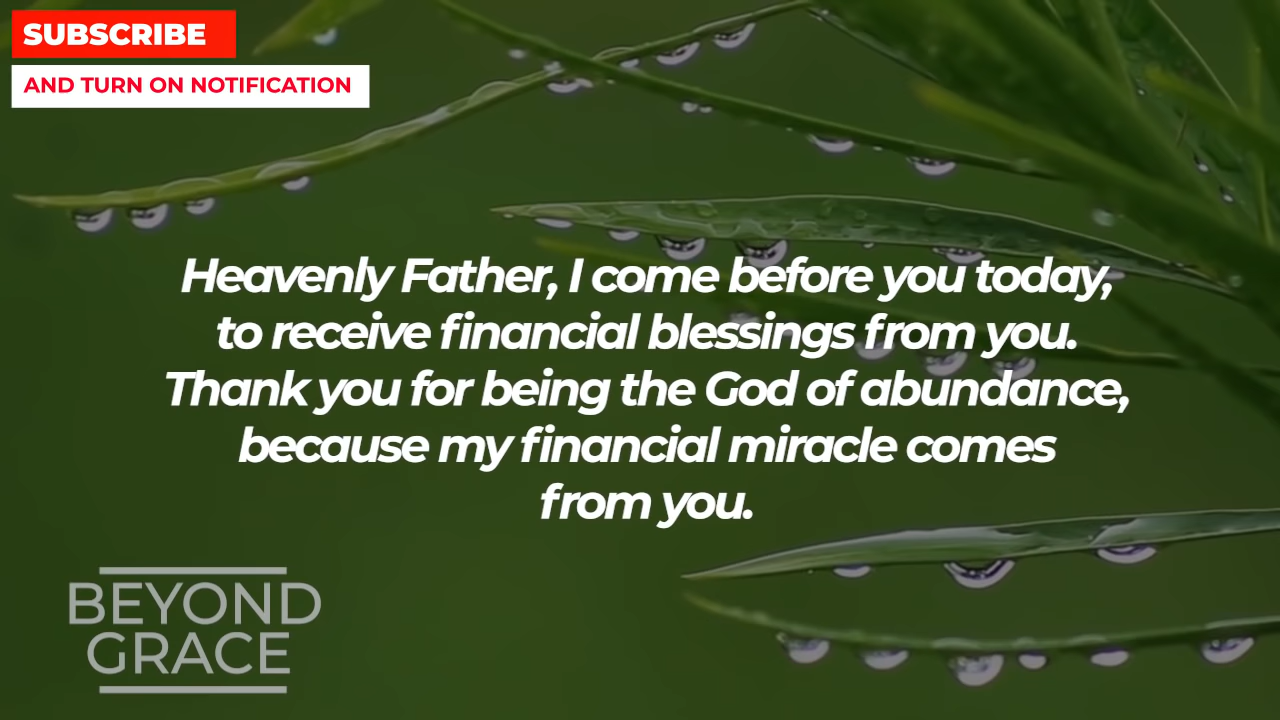 SUBSCRIBE
AND TURN ON NOTIFICATION
Heavenly Father, I come before you today,
to receive financial blessings from you.
Thank you for being the God of abundance,
because my financial miracle comes
from you.
BEYOND
GRACE